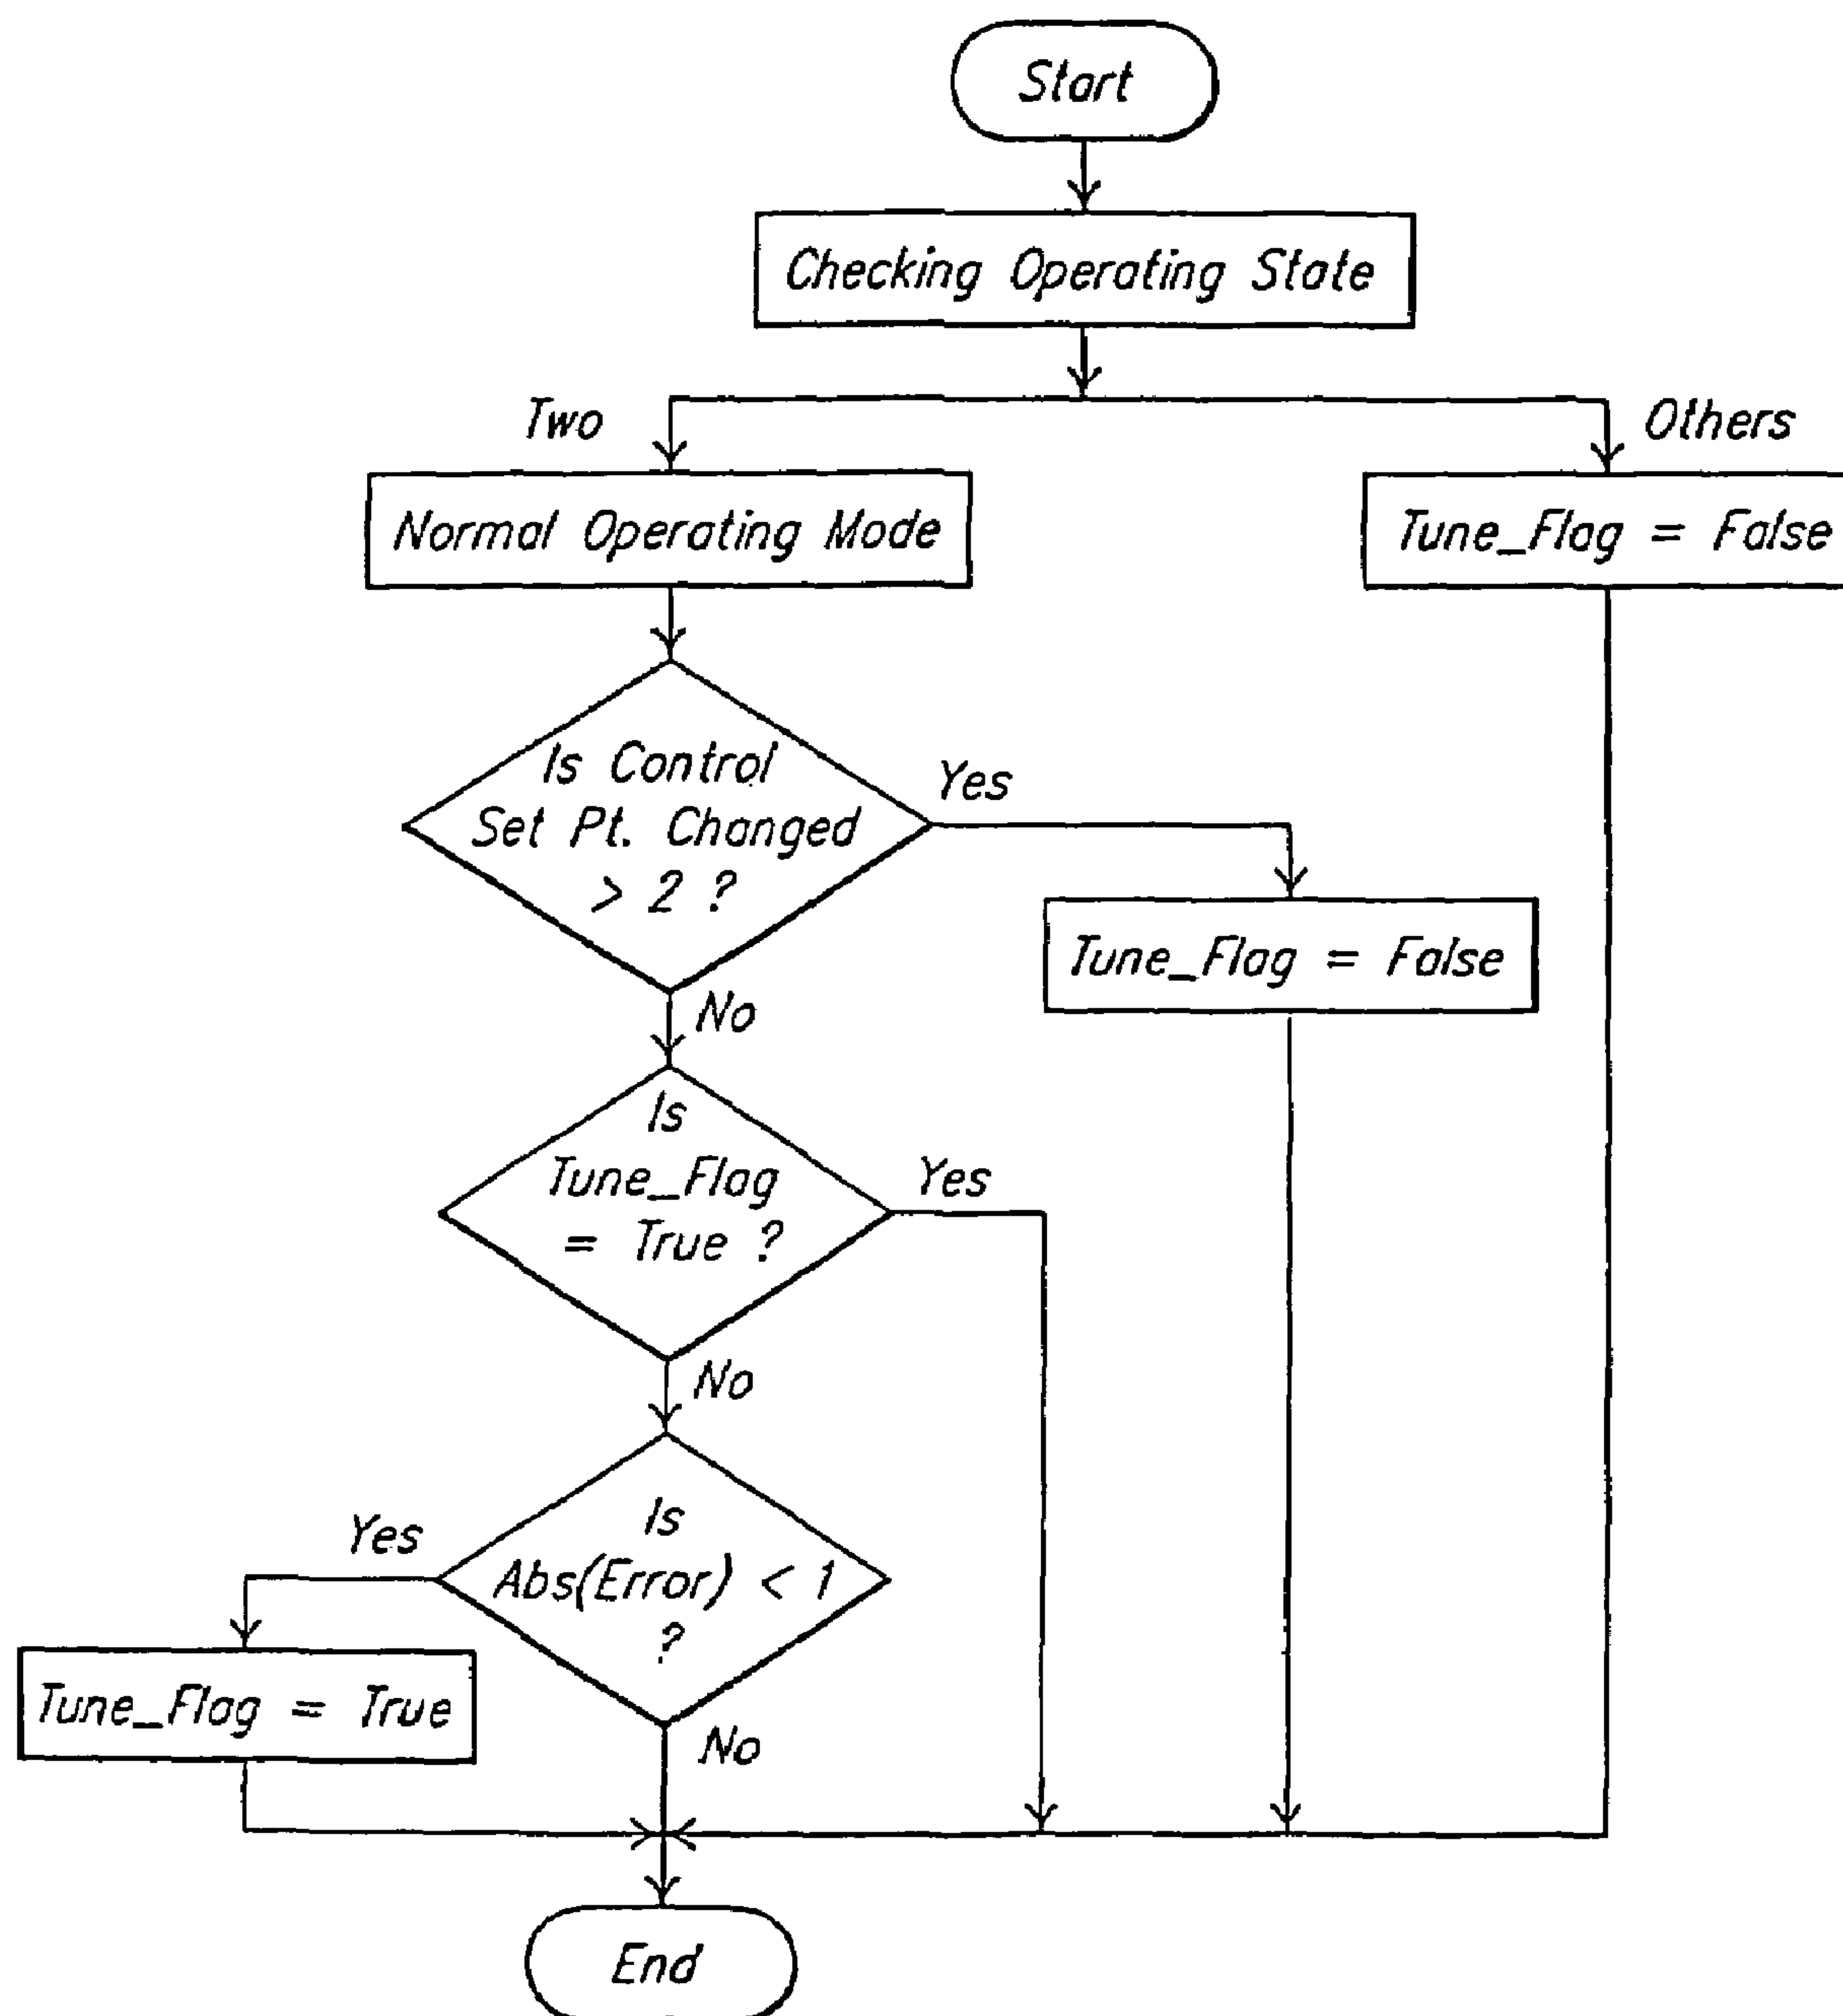 Start
Checking Operating State
Two
Others
Normal Operating Mode
Tune_Flag = False
Is Control
Set Pt. Changed
> 2 ?
Yes
Tune_Flag = False
No
Is
Tune_Flag
= True ?
Yes
No
Is
Abs(Error) < 1
?
Yes
Tune_Flag = True
No
End